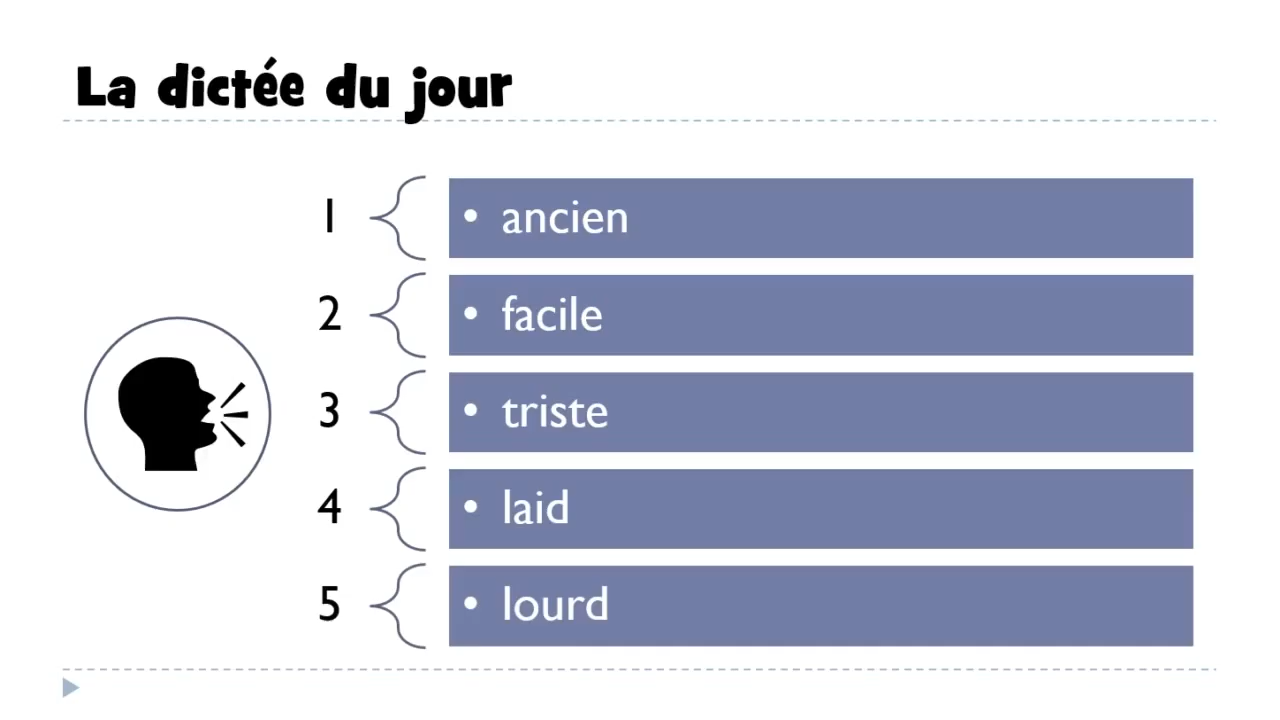 La dictée du jour
1 • ancien
2 • facile
3 • triste
4 • laid
5 • lourd